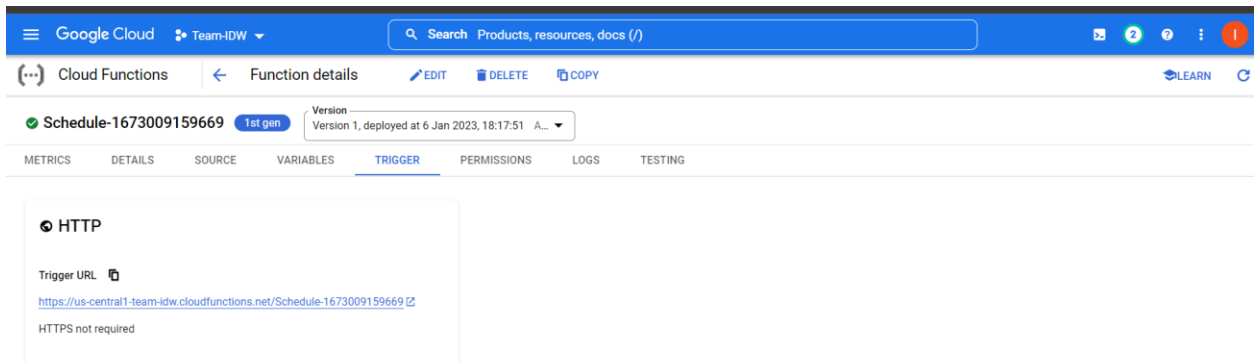 Google Cloud Team-IDW Search Products, resources, docs (/) 2 ? I
Cloud Functions Function details EDIT DELETE COPY LEARN
Version
Schedule-1673009159669 1st gen Version 1, deployed at 6 Jan 2023, 18:17:51 A...
METRICS DETAILS SOURCE VARIABLES TRIGGER PERMISSIONS LOGS TESTING
HTTP
Trigger URL
https://us-central1-team-idw.cloudfunctions.net/Schedule-1673009159669
HTTPS not required